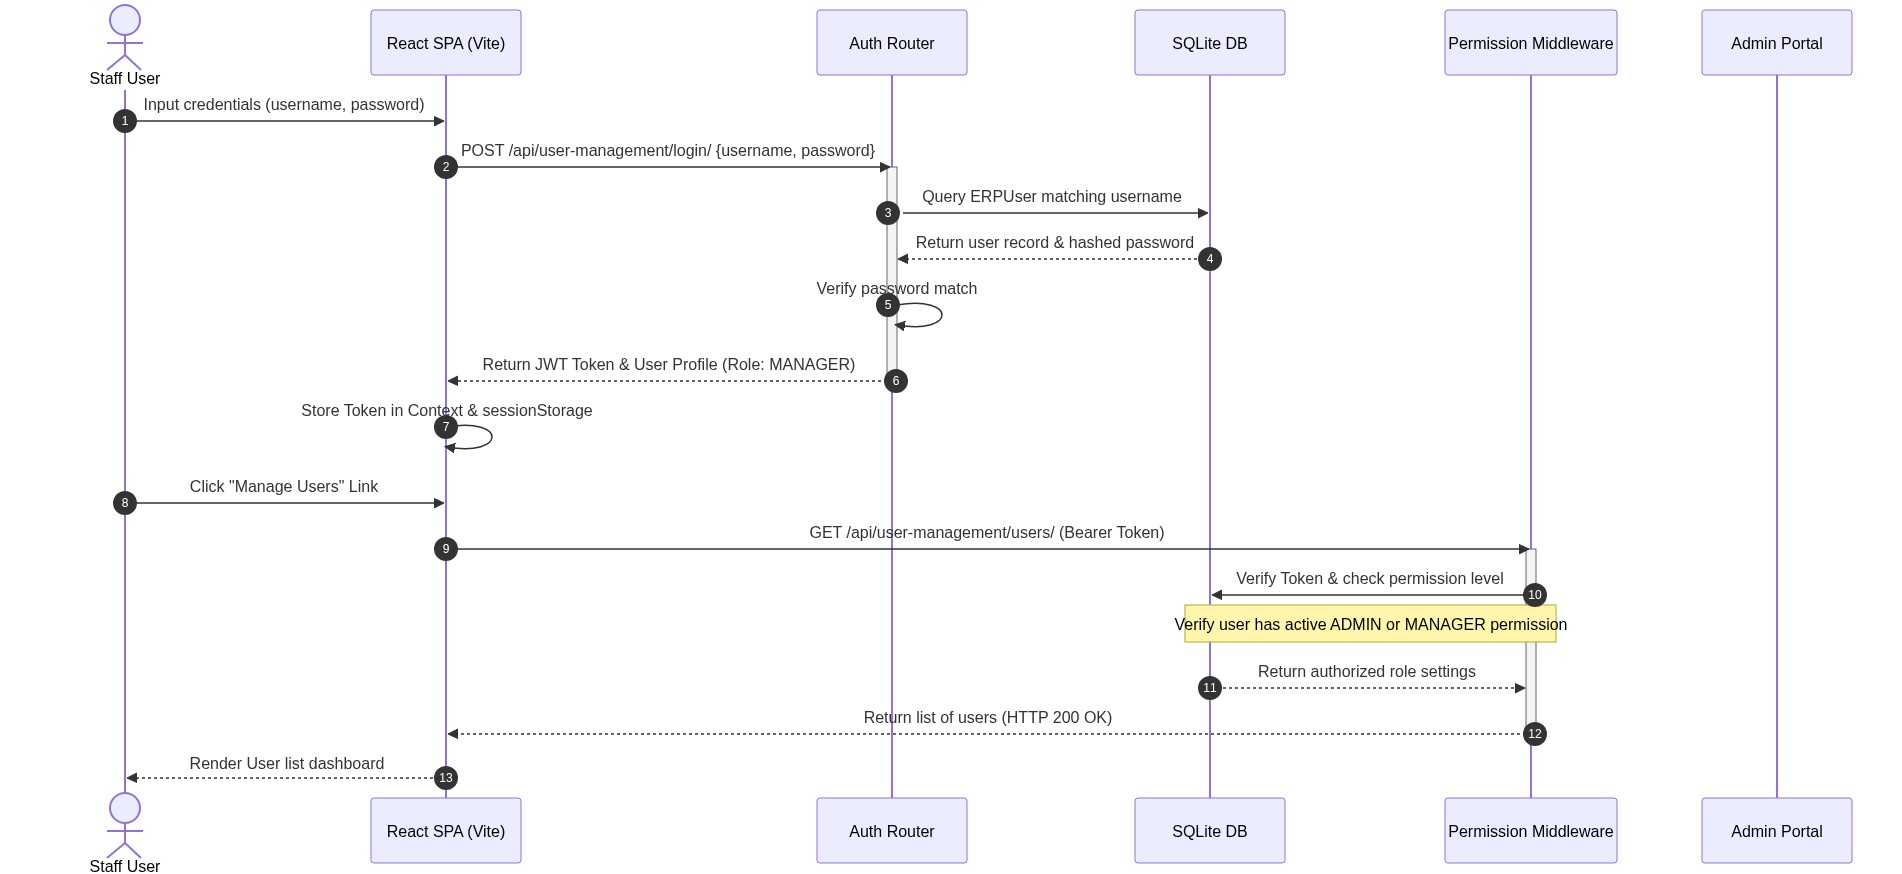 Staff User
React SPA (Vite)
Auth Router
SQLite DB
Permission Middleware
Admin Portal
Input credentials (username, password)
1
POST /api/user-management/login/ {username, password}
2
Query ERPUser matching username
3
Return user record & hashed password
4
Verify password match
5
Return JWT Token & User Profile (Role: MANAGER)
6
Store Token in Context & sessionStorage
7
Click "Manage Users" Link
8
GET /api/user-management/users/ (Bearer Token)
9
Verify Token & check permission level
10
Verify user has active ADMIN or MANAGER permission
Return authorized role settings
11
Return list of users (HTTP 200 OK)
12
Render User list dashboard
13
Staff User
React SPA (Vite)
Auth Router
SQLite DB
Permission Middleware
Admin Portal